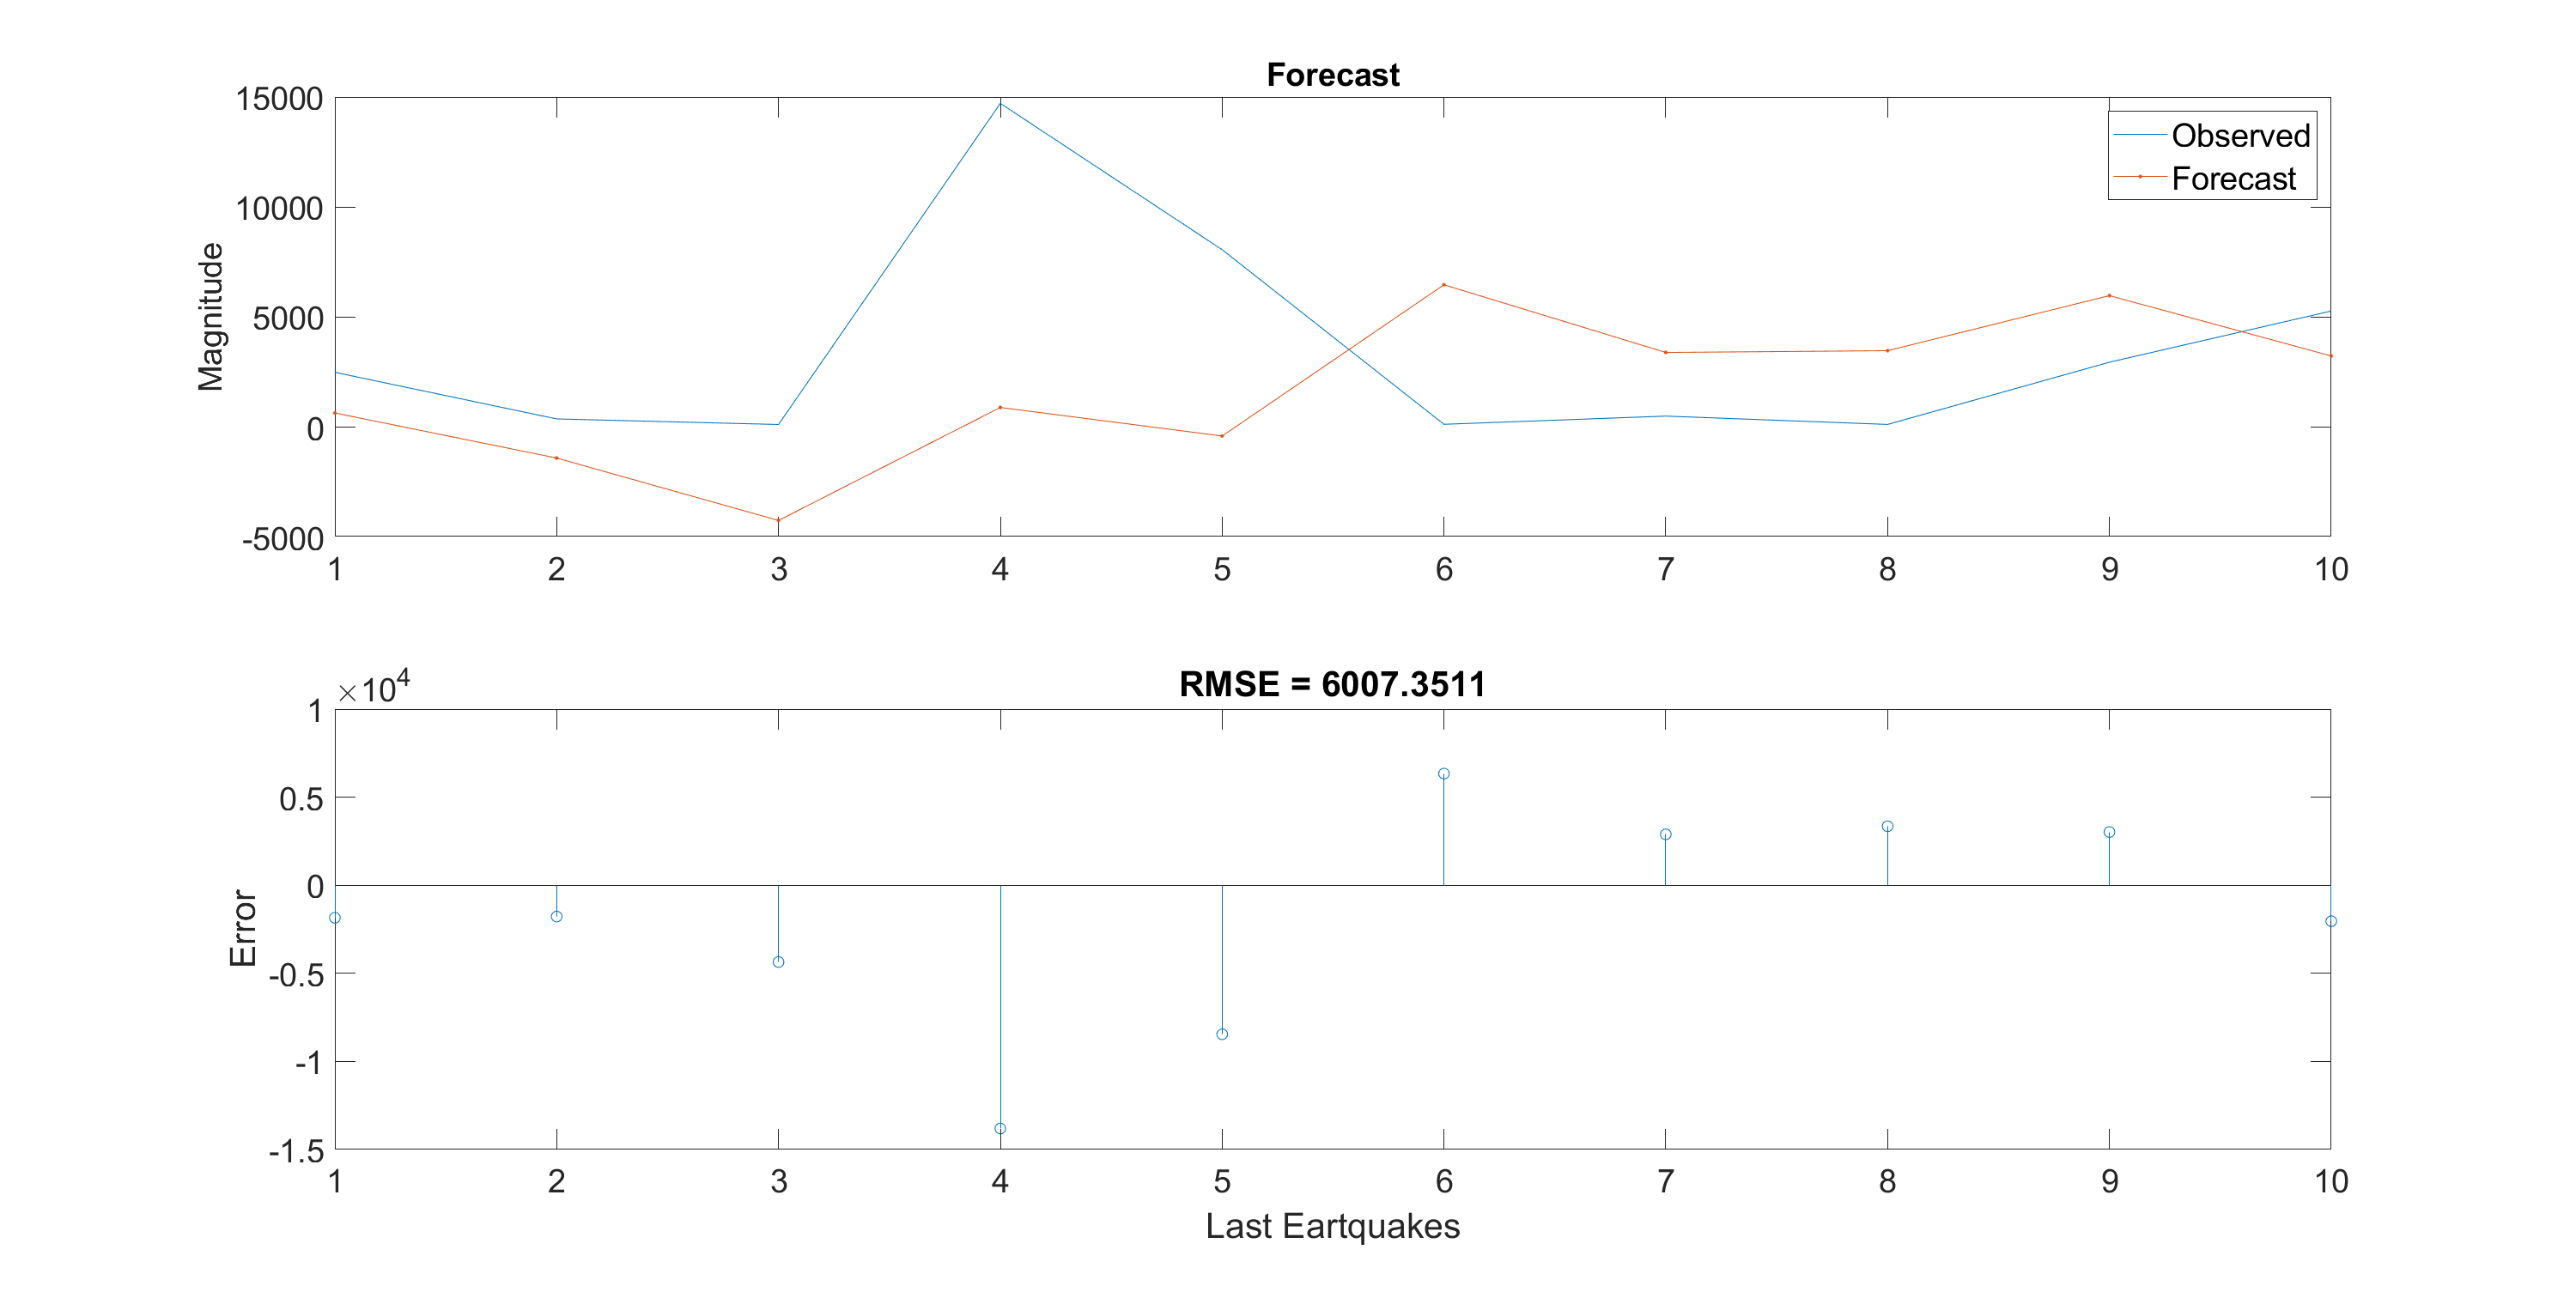 Forecast
15000
10000
5000
0
-5000
Magnitude
Observed
Forecast
1 2 3 4 5 6 7 8 9 10
RMSE = 6007.3511
×10^4
1
0.5
0
-0.5
-1
-1.5
Error
1 2 3 4 5 6 7 8 9 10
Last Eartquakes